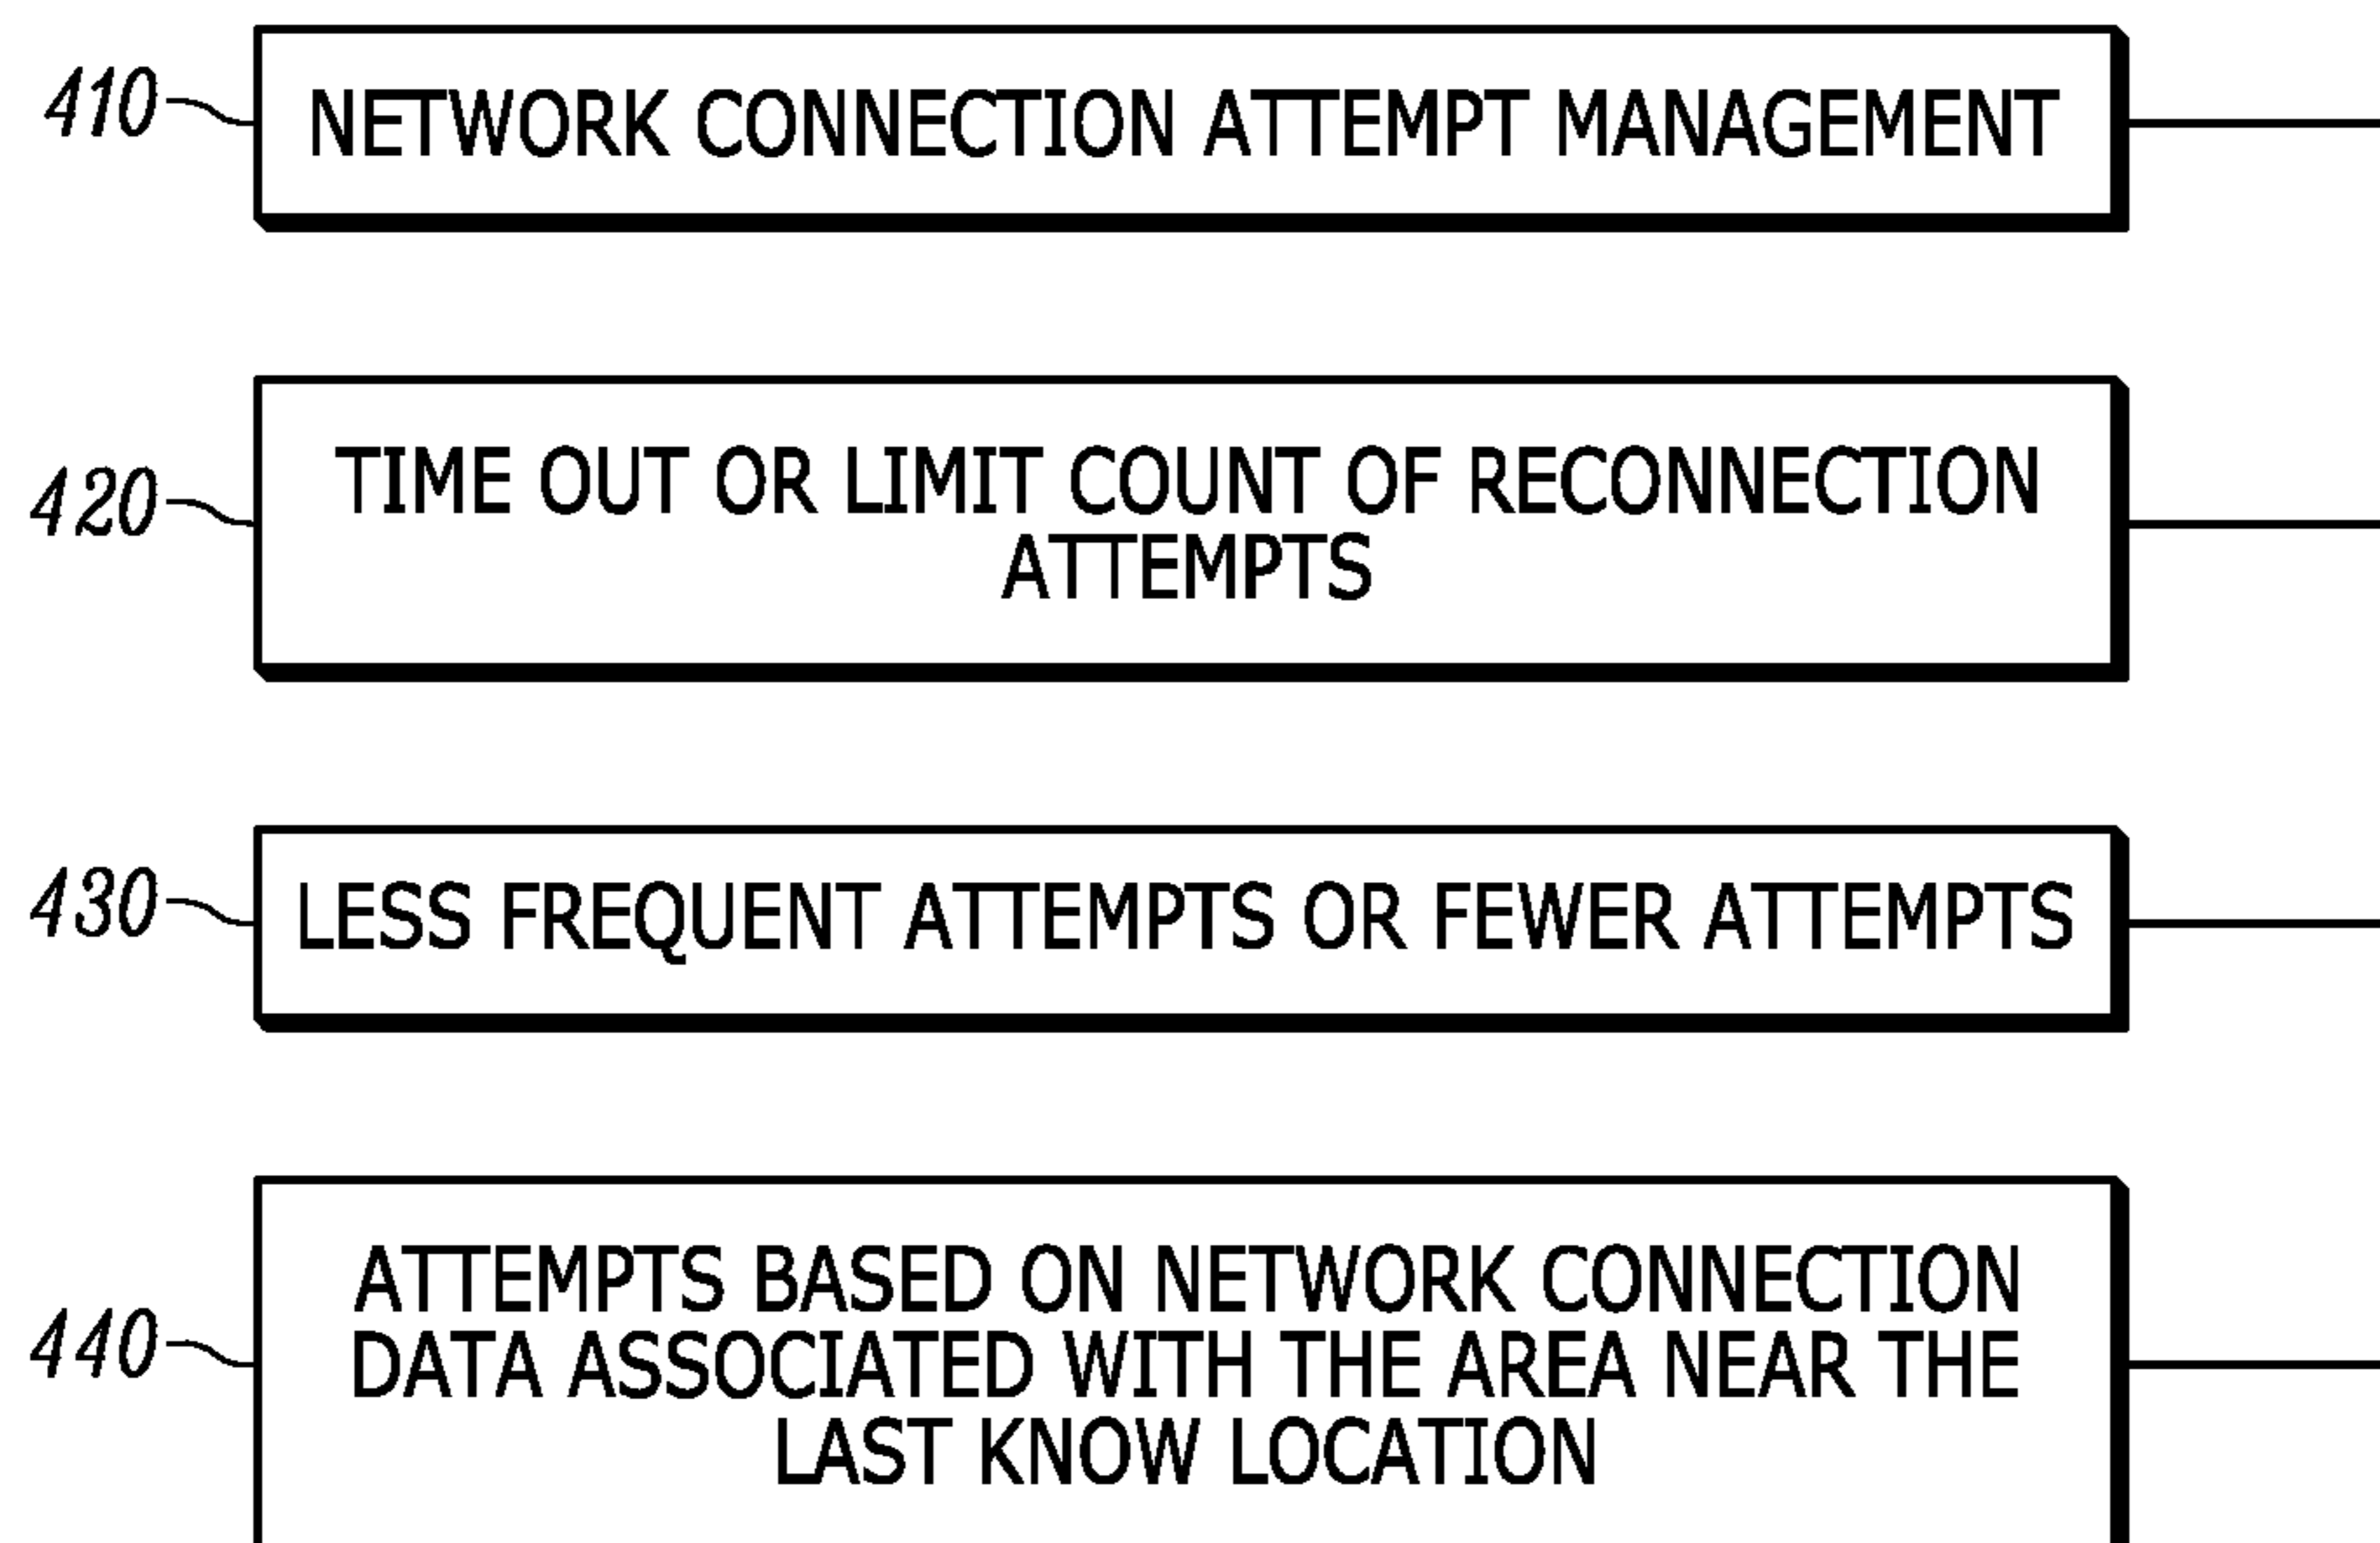 410
NETWORK CONNECTION ATTEMPT MANAGEMENT
420
TIME OUT OR LIMIT COUNT OF RECONNECTION
ATTEMPTS
430
LESS FREQUENT ATTEMPTS OR FEWER ATTEMPTS
440
ATTEMPTS BASED ON NETWORK CONNECTION
DATA ASSOCIATED WITH THE AREA NEAR THE
LAST KNOW LOCATION